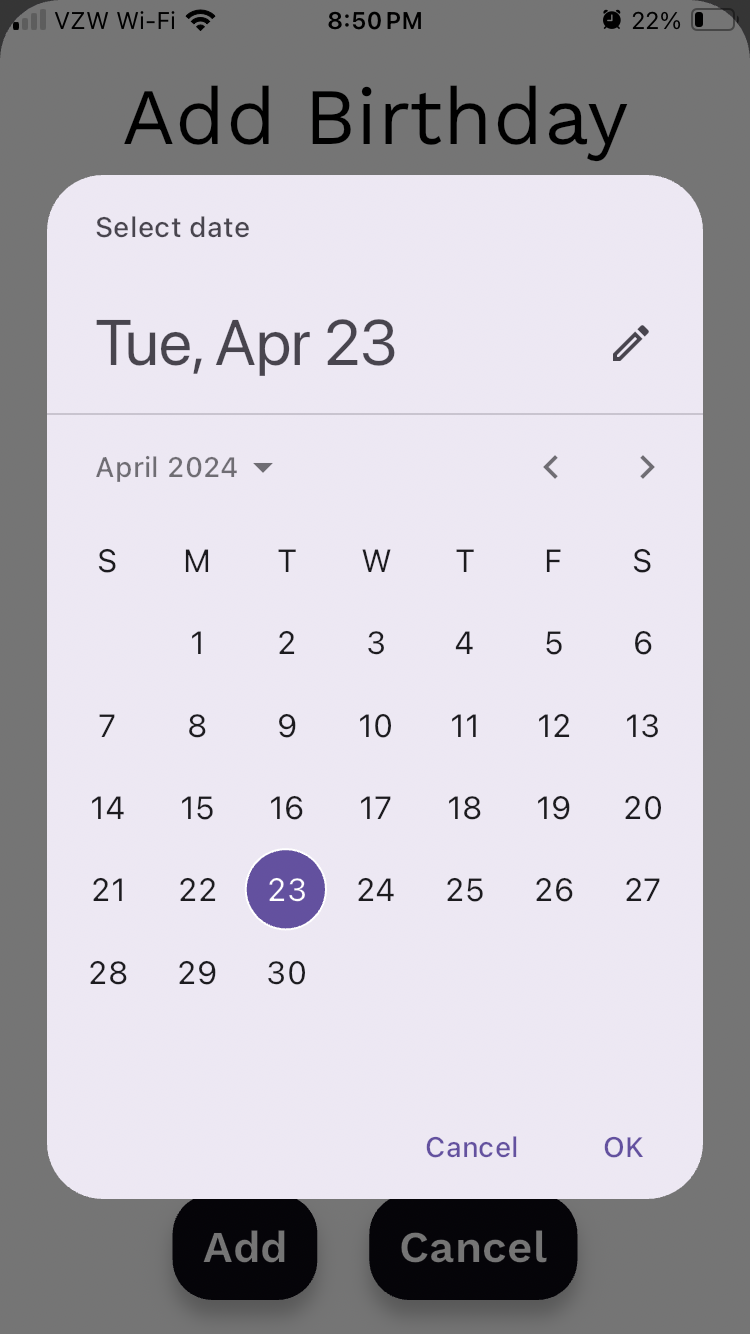 VZW Wi-Fi 8:50 PM 22%
Add Birthday
Select date
Tue, Apr 23
April 2024
S M T W T F S
1 2 3 4 5 6
7 8 9 10 11 12 13
14 15 16 17 18 19 20
21 22 23 24 25 26 27
28 29 30
Cancel OK
Add Cancel